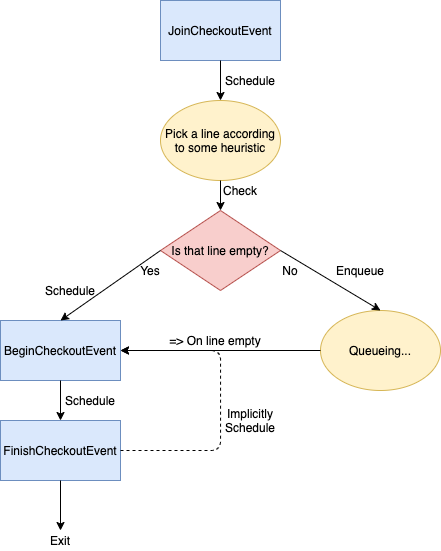 JoinCheckoutEvent
Schedule
Pick a line according
to some heuristic
Check
Is that line empty?
Yes
No
Enqueue
Schedule
BeginCheckoutEvent
=> On line empty
Queueing...
Schedule
Implicitly
Schedule
FinishCheckoutEvent
Exit